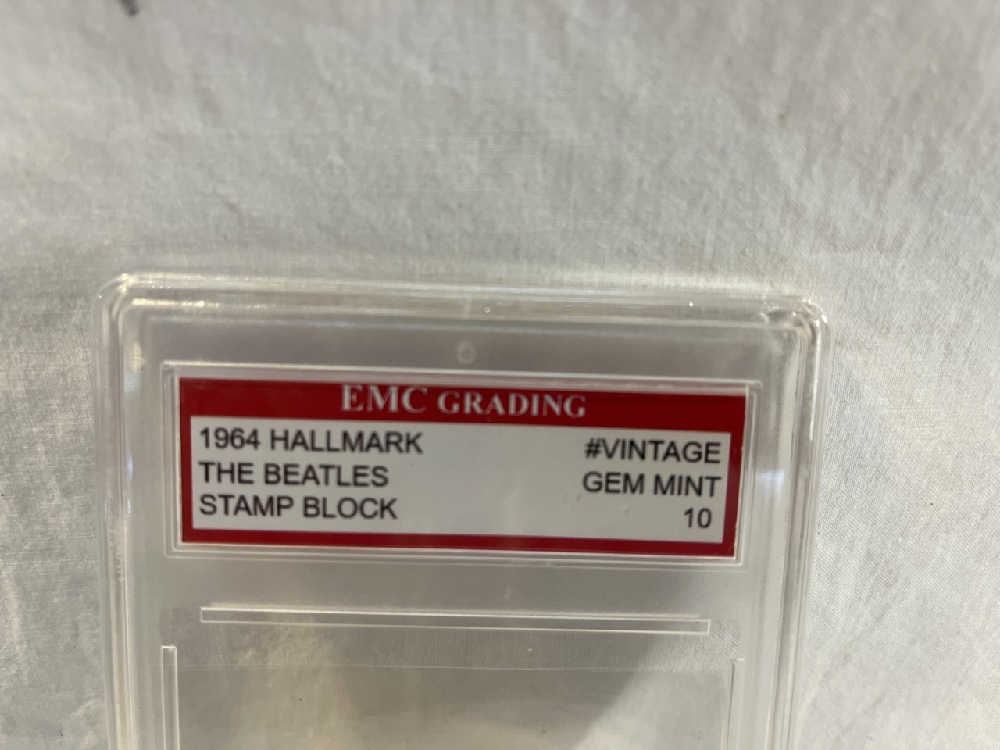 EMC GRADING
1964 HALLMARK #VINTAGE
THE BEATLES GEM MINT
STAMP BLOCK 10